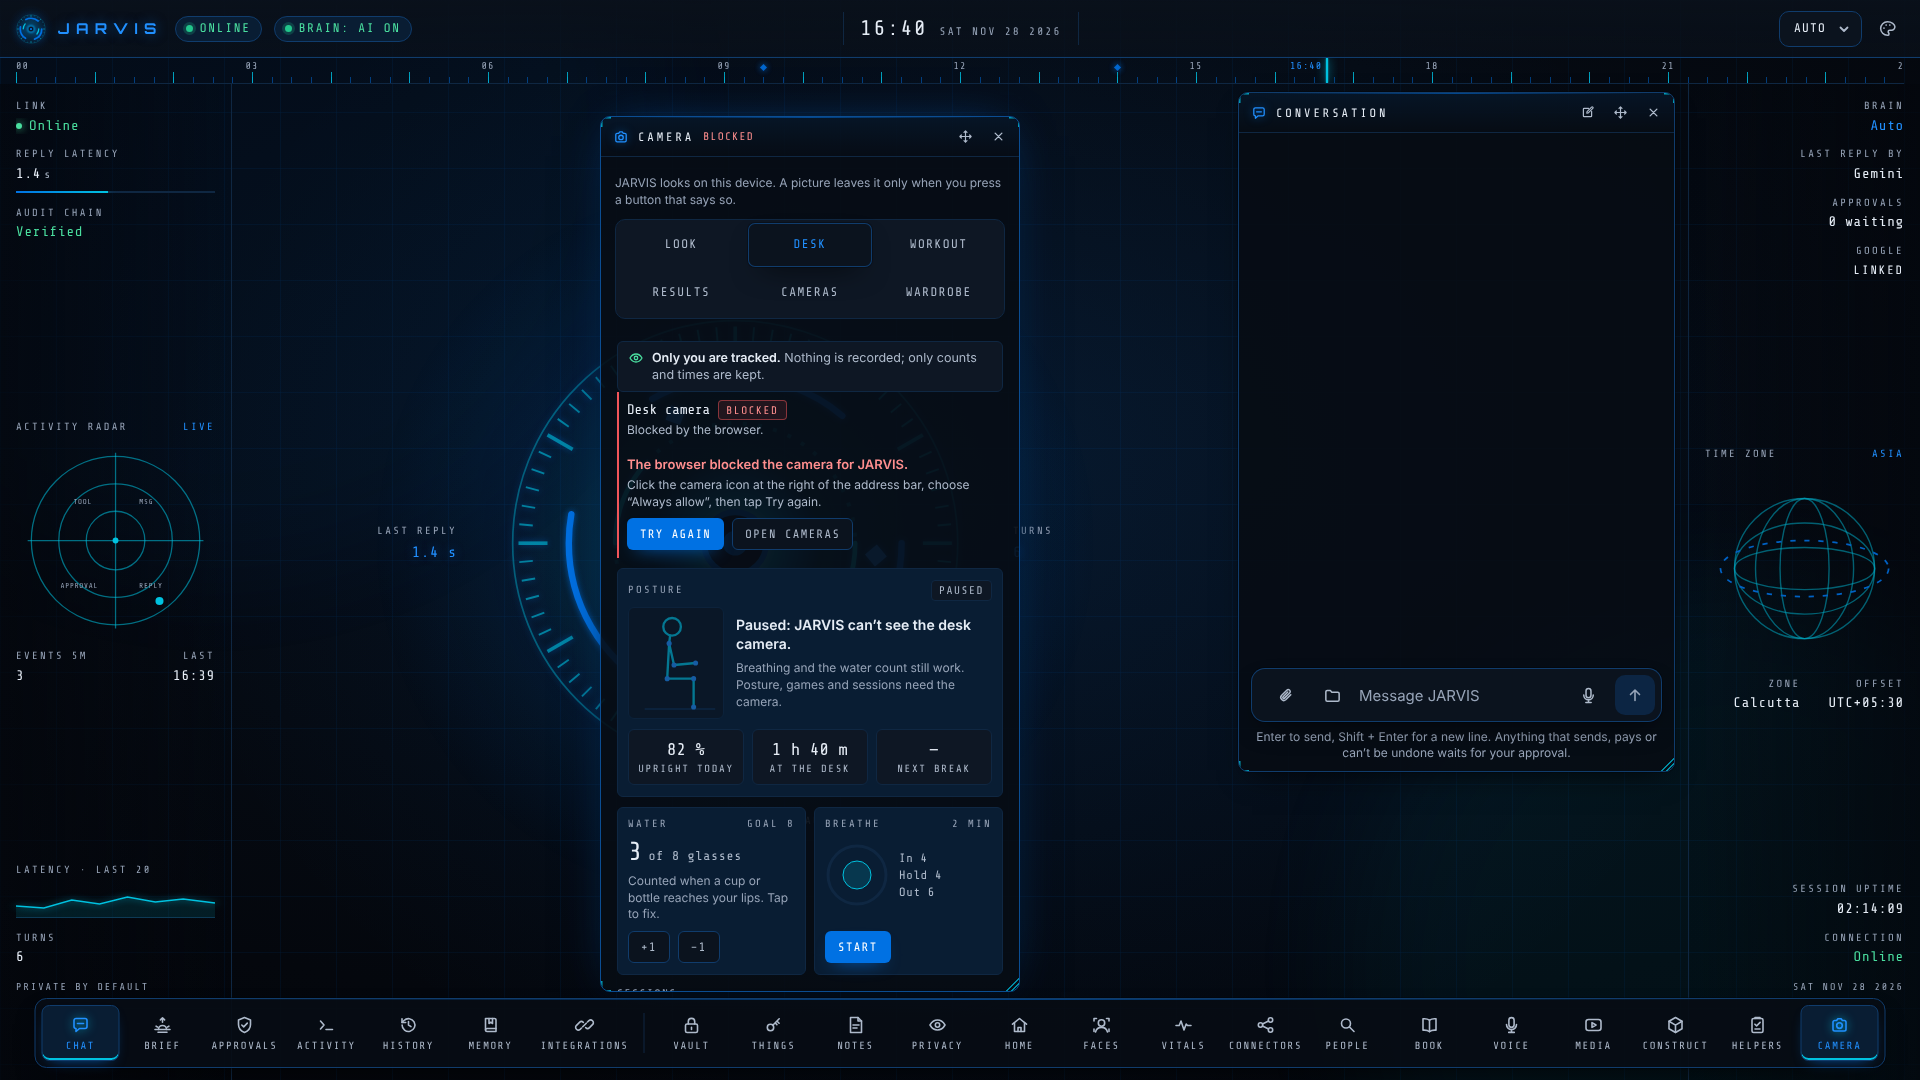 JARVIS
ONLINE
BRAIN: AI ON
16:40 SAT NOV 28 2026
AUTO
00 03 06 09 12 15 16:40 18 21 2
LINK
Online
REPLY LATENCY
1.4 s
AUDIT CHAIN
Verified
ACTIVITY RADAR LIVE
TOOL MSG
APPROVAL REPLY
EVENTS 5M LAST
3 16:39
LATENCY · LAST 20
TURNS
6
PRIVATE BY DEFAULT
LAST REPLY
1.4 s
CAMERA BLOCKED
JARVIS looks on this device. A picture leaves it only when you press
a button that says so.
LOOK DESK WORKOUT
RESULTS CAMERAS WARDROBE
Only you are tracked. Nothing is recorded; only counts
and times are kept.
Desk camera BLOCKED
Blocked by the browser.
The browser blocked the camera for JARVIS.
Click the camera icon at the right of the address bar, choose
“Always allow”, then tap Try again.
TRY AGAIN OPEN CAMERAS
POSTURE PAUSED
Paused: JARVIS can’t see the desk
camera.
Breathing and the water count still work.
Posture, games and sessions need the
camera.
82 % 1 h 40 m –
UPRIGHT TODAY AT THE DESK NEXT BREAK
WATER GOAL 8
3 of 8 glasses
Counted when a cup or
bottle reaches your lips. Tap
to fix.
+1 −1
BREATHE 2 MIN
In 4
Hold 4
Out 6
START
URNS
CONVERSATION
Message JARVIS
Enter to send, Shift + Enter for a new line. Anything that sends, pays or
can’t be undone waits for your approval.
BRAIN
Auto
LAST REPLY BY
Gemini
APPROVALS
0 waiting
GOOGLE
LINKED
TIME ZONE ASIA
ZONE OFFSET
Calcutta UTC+05:30
SESSION UPTIME
02:14:09
CONNECTION
Online
SAT NOV 28 2026
CHAT BRIEF APPROVALS ACTIVITY HISTORY MEMORY INTEGRATIONS VAULT THINGS NOTES PRIVACY HOME FACES VITALS CONNECTORS PEOPLE BOOK VOICE MEDIA CONSTRUCT HELPERS CAMERA